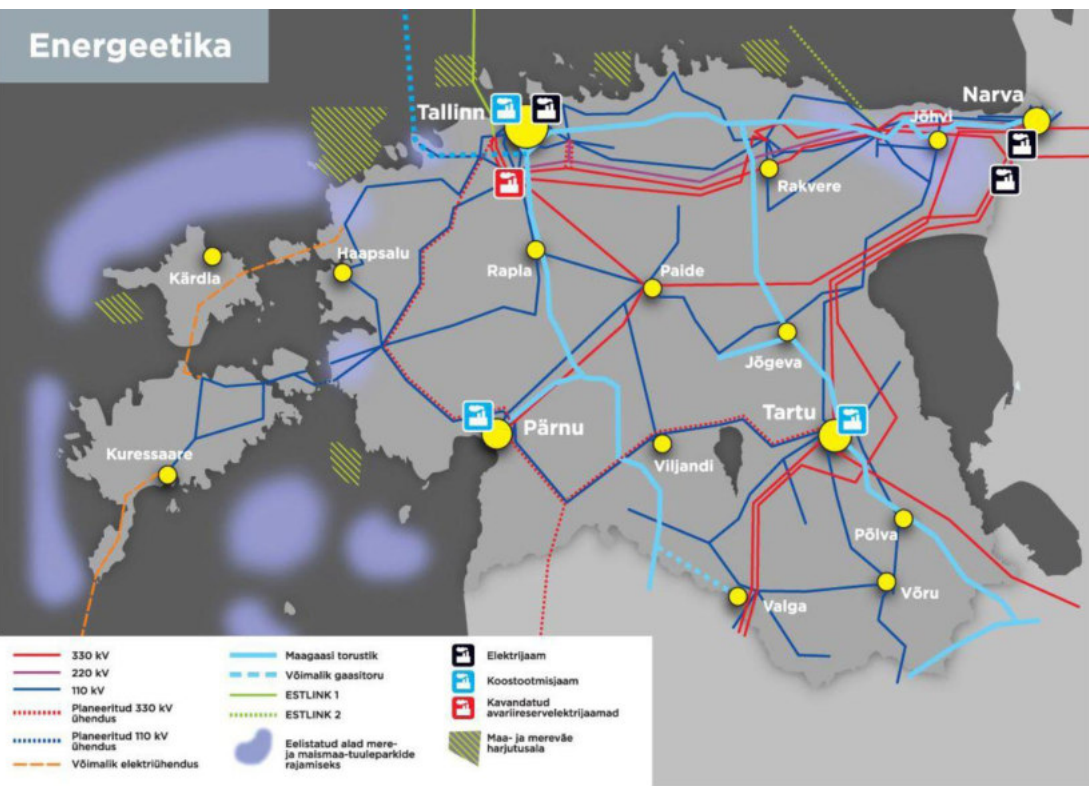 Energeetika
Tallinn
Narva
Jõhvi
Rakvere
Haapsalu
Kärdla
Rapla
Paide
Jõgeva
Tartu
Pärnu
Viljandi
Kuressaare
Põlva
Valga
Võru
330 kV
220 kV
110 kV
Planeeritud 330 kV
ühendus
Planeeritud 110 kV
ühendus
Võimalik elektriühendus
Maagaasi torustik
Võimalik gaasitoru
ESTLINK 1
ESTLINK 2
Eelistatud alad mere-
ja maismaa-tuuleparkide
rajamiseks
Elektrijaam
Koostootmisjaam
Kavandatud
avariireservelektrijaamad
Maa- ja mereväe
harjutusala